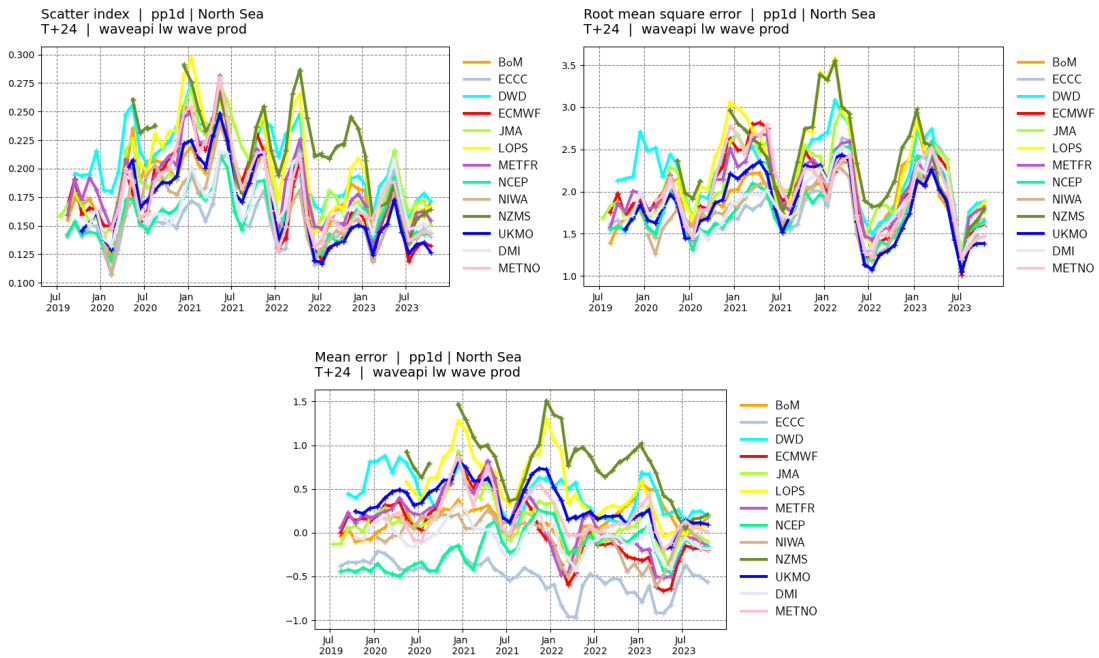 Scatter index | pp1d | North Sea
T+24 | waveapi lw wave prod
0.300
0.275
0.250
0.225
0.200
0.175
0.150
0.125
0.100
Jul 2019
Jan 2020
Jul 2020
Jan 2021
Jul 2021
Jan 2022
Jul 2022
Jan 2023
Jul 2023
BoM
ECCC
DWD
ECMWF
JMA
LOPS
METFR
NCEP
NIWA
NZMS
UKMO
DMI
METNO
Root mean square error | pp1d | North Sea
T+24 | waveapi lw wave prod
3.5
3.0
2.5
2.0
1.5
1.0
Jul 2019
Jan 2020
Jul 2020
Jan 2021
Jul 2021
Jan 2022
Jul 2022
Jan 2023
Jul 2023
BoM
ECCC
DWD
ECMWF
JMA
LOPS
METFR
NCEP
NIWA
NZMS
UKMO
DMI
METNO
Mean error | pp1d | North Sea
T+24 | waveapi lw wave prod
1.5
1.0
0.5
0.0
−0.5
−1.0
Jul 2019
Jan 2020
Jul 2020
Jan 2021
Jul 2021
Jan 2022
Jul 2022
Jan 2023
Jul 2023
BoM
ECCC
DWD
ECMWF
JMA
LOPS
METFR
NCEP
NIWA
NZMS
UKMO
DMI
METNO